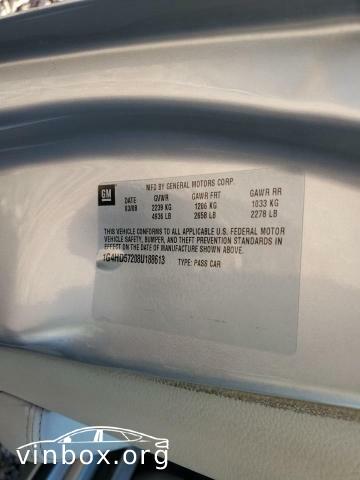 GM
MFD BY GENERAL MOTORS CORP
DATE GVWR GAWR FRT GAWR RR
03/08 2239 KG 1206 KG 1033 KG
4936 LB 2658 LB 2278 LB
THIS VEHICLE CONFORMS TO ALL APPLICABLE U.S. FEDERAL MOTOR
VEHICLE SAFETY, BUMPER, AND THEFT PREVENTION STANDARDS IN
EFFECT ON THE DATE OF MANUFACTURE SHOWN ABOVE.
1G4HD57208U188613 TYPE: PASS CAR
vinbox.org